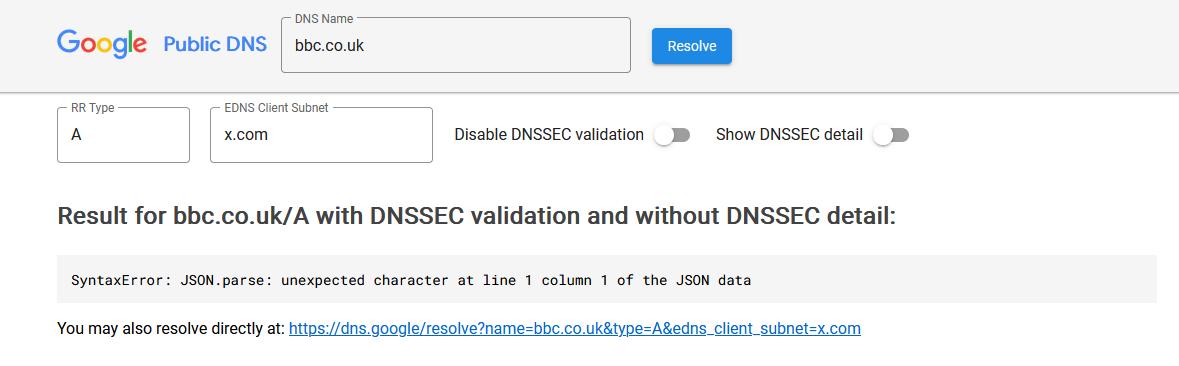 DNS Name
Google Public DNS
bbc.co.uk
Resolve
RR Type
EDNS Client Subnet
A
x.com
Disable DNSSEC validation
Show DNSSEC detail
Result for bbc.co.uk/A with DNSSEC validation and without DNSSEC detail:
SyntaxError: JSON.parse: unexpected character at line 1 column 1 of the JSON data
You may also resolve directly at: https://dns.google/resolve?name=bbc.co.uk&type=A&edns_client_subnet=x.com